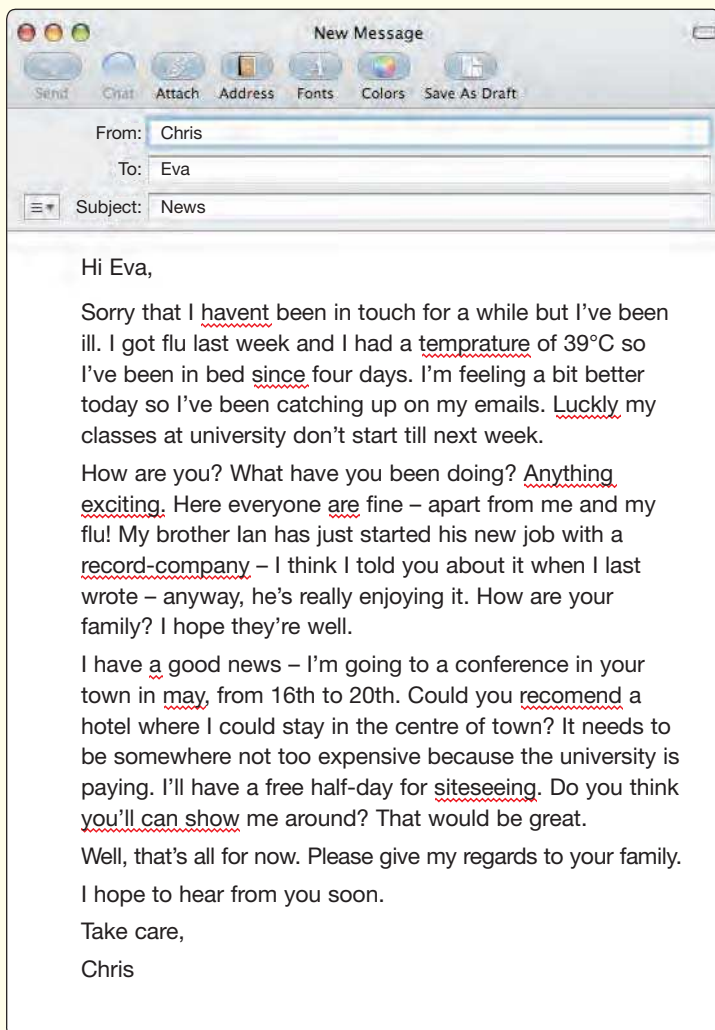 New Message
Send Chat Attach Address Fonts Colors Save As Draft
From: Chris
To: Eva
Subject: News
Hi Eva,
Sorry that I havent been in touch for a while but I've been
ill. I got flu last week and I had a temprature of 39°C so
I've been in bed since four days. I'm feeling a bit better
today so I've been catching up on my emails. Luckly my
classes at university don't start till next week.
How are you? What have you been doing? Anything
exciting. Here everyone are fine – apart from me and my
flu! My brother Ian has just started his new job with a
record-company – I think I told you about it when I last
wrote – anyway, he's really enjoying it. How are your
family? I hope they're well.
I have a good news – I'm going to a conference in your
town in may, from 16th to 20th. Could you recomend a
hotel where I could stay in the centre of town? It needs to
be somewhere not too expensive because the university is
paying. I'll have a free half-day for siteseeing. Do you think
you'll can show me around? That would be great.
Well, that's all for now. Please give my regards to your family.
I hope to hear from you soon.
Take care,
Chris